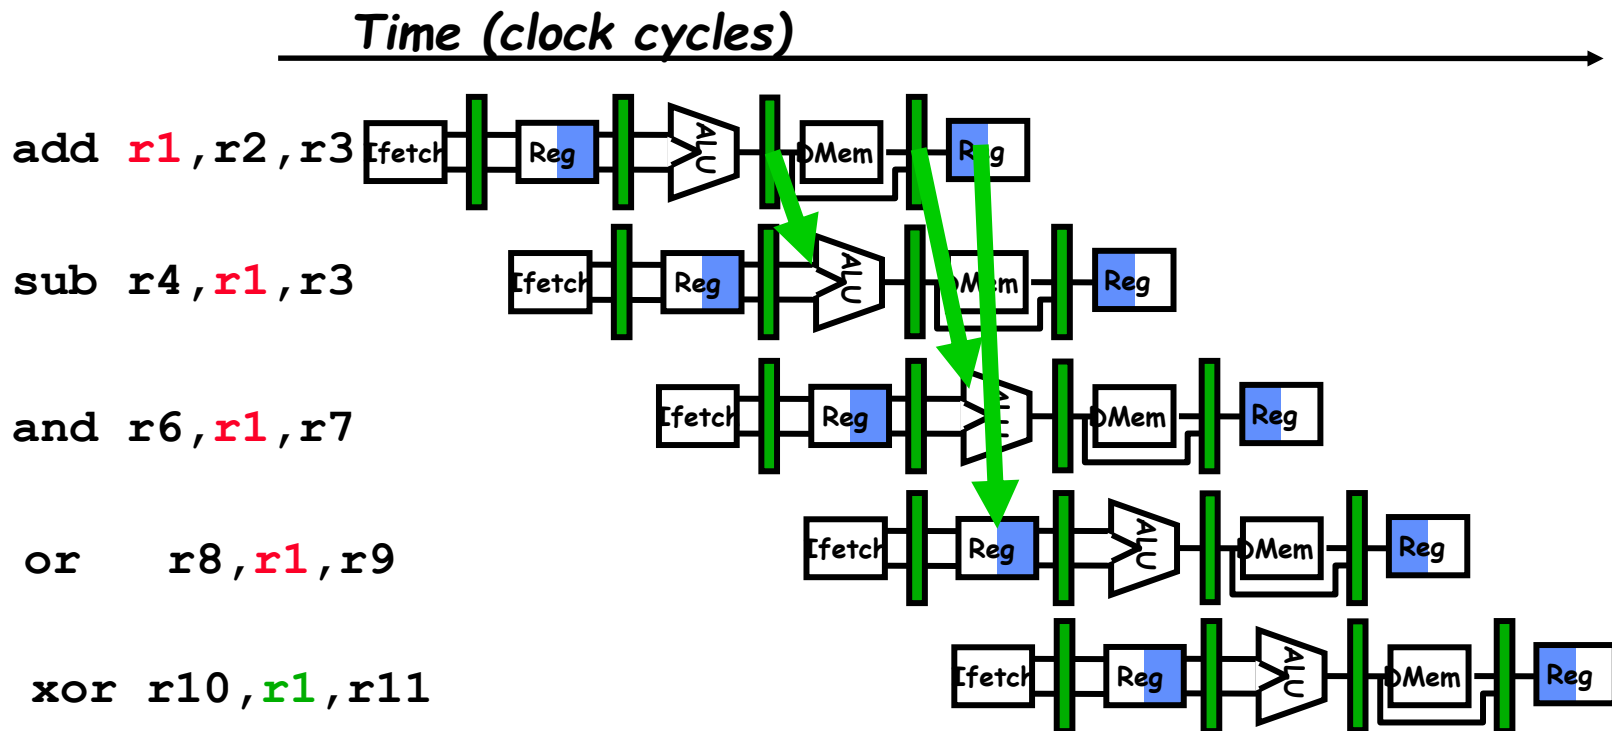 Time (clock cycles)
add r1,r2,r3 Ifetch Reg ALU DMem Reg
sub r4,r1,r3 Ifetch Reg ALU DMem Reg
and r6,r1,r7 Ifetch Reg ALU DMem Reg
or r8,r1,r9 Ifetch Reg ALU DMem Reg
xor r10,r1,r11 Ifetch Reg ALU DMem Reg